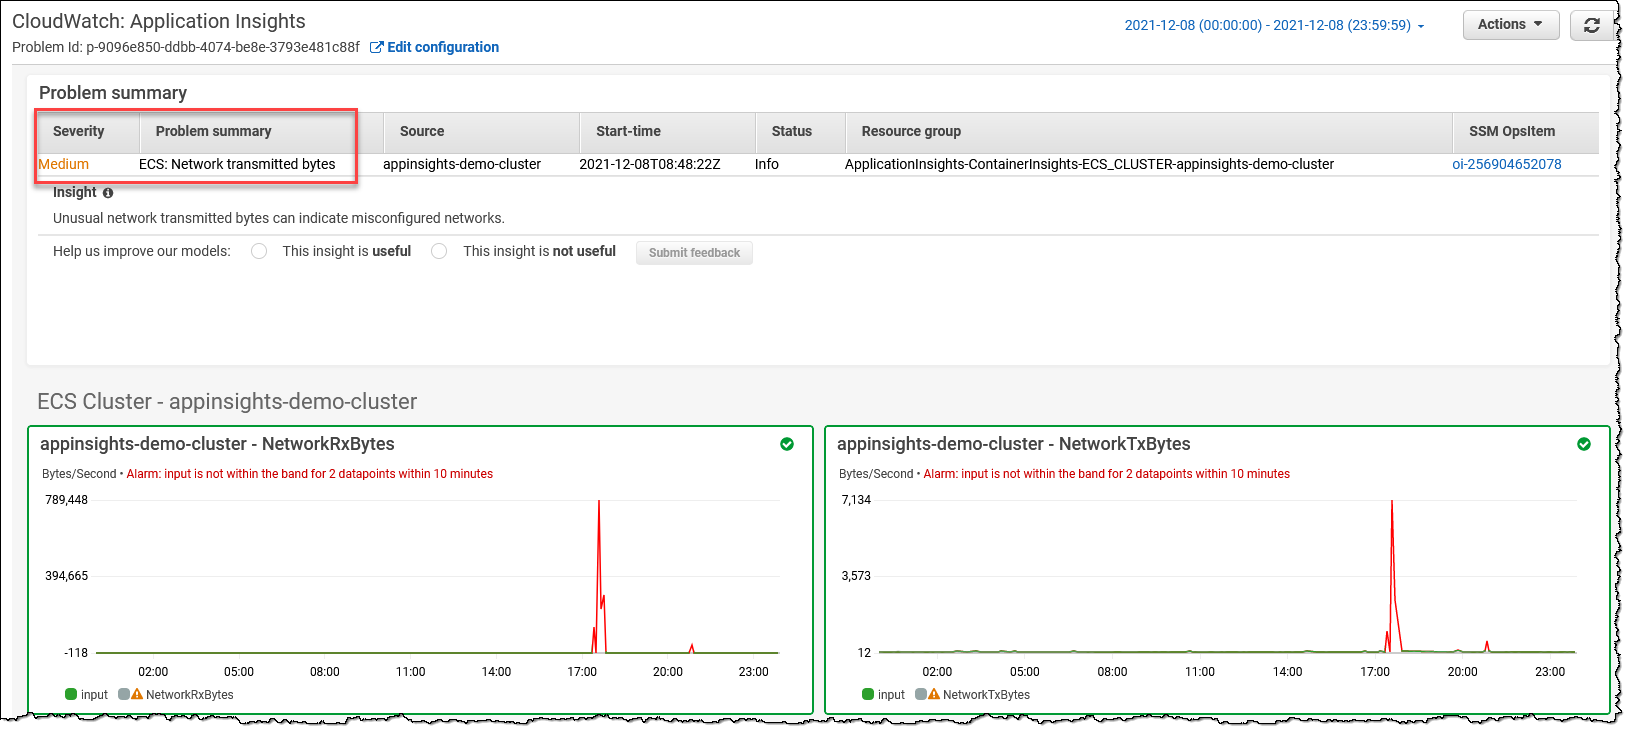 CloudWatch: Application Insights
2021-12-08 (00:00:00) - 2021-12-08 (23:59:59)
Actions
Problem Id: p-9096e850-ddbb-4074-be8e-3793e481c88f Edit configuration
Problem summary
Severity Problem summary Source Start-time Status Resource group SSM OpsItem
Medium ECS: Network transmitted bytes appinsights-demo-cluster 2021-12-08T08:48:22Z Info ApplicationInsights-ContainerInsights-ECS_CLUSTER-appinsights-demo-cluster oi-256904652078
Insight
Unusual network transmitted bytes can indicate misconfigured networks.
Help us improve our models: This insight is useful This insight is not useful Submit feedback
ECS Cluster - appinsights-demo-cluster
appinsights-demo-cluster - NetworkRxBytes
Bytes/Second • Alarm: input is not within the band for 2 datapoints within 10 minutes
789,448
394,665
-118
02:00 05:00 08:00 11:00 14:00 17:00 20:00 23:00
input NetworkRxBytes
appinsights-demo-cluster - NetworkTxBytes
Bytes/Second • Alarm: input is not within the band for 2 datapoints within 10 minutes
7,134
3,573
12
02:00 05:00 08:00 11:00 14:00 17:00 20:00 23:00
input NetworkTxBytes